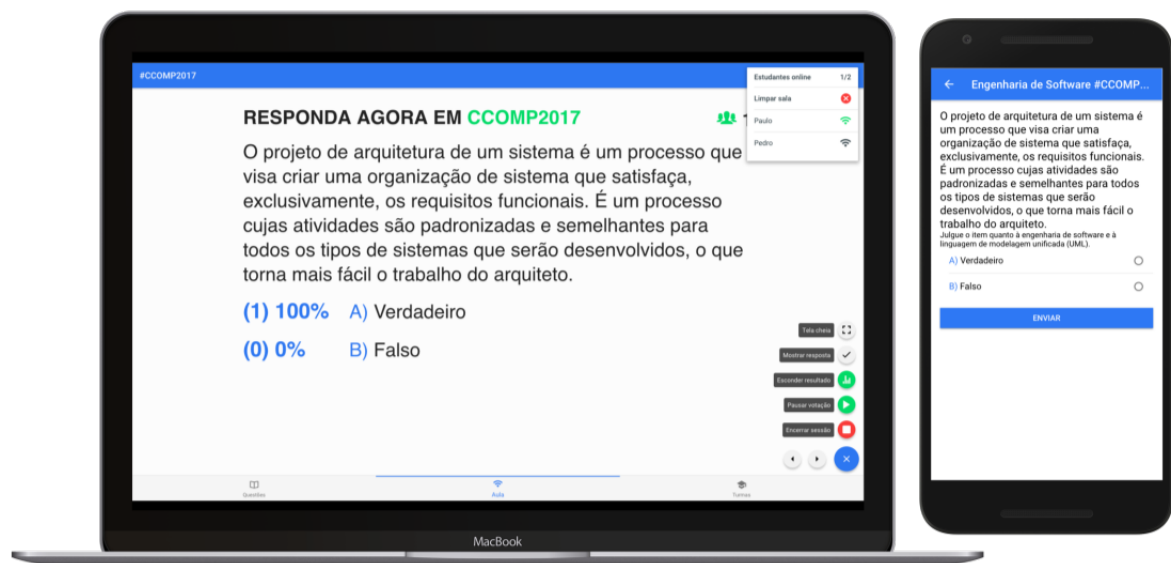 #CCOMP2017
Estudantes online 1/2
Limpar sala
Paulo
Pedro
RESPONDA AGORA EM CCOMP2017
O projeto de arquitetura de um sistema é um processo que
visa criar uma organização de sistema que satisfaça,
exclusivamente, os requisitos funcionais. É um processo
cujas atividades são padronizadas e semelhantes para
todos os tipos de sistemas que serão desenvolvidos, o que
torna mais fácil o trabalho do arquiteto.
(1) 100% A) Verdadeiro
(0) 0% B) Falso
Tela cheia
Mostrar resposta
Esconder resultado
Pausar votação
Encerrar sessão
Questões
Aula
Turmas
MacBook
Engenharia de Software #CCOMP...
O projeto de arquitetura de um sistema é
um processo que visa criar uma
organização de sistema que satisfaça,
exclusivamente, os requisitos funcionais.
É um processo cujas atividades são
padronizadas e semelhantes para todos
os tipos de sistemas que serão
desenvolvidos, o que torna mais fácil o
trabalho do arquiteto.
Julgue o item quanto à engenharia de software e à
linguagem de modelagem unificada (UML).
A) Verdadeiro
B) Falso
ENVIAR